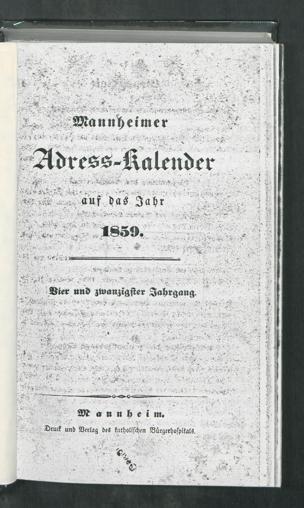 Mannheimer
Adress-Kalender
auf das Jahr
1859.
Vier und zwanzigster Jahrgang.
Mannheim.
Druck und Verlag des katholischen Bürgerhospitals.